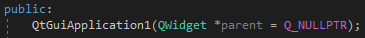 public:
QtGuiApplication1(QWidget *parent = Q_NULLPTR);